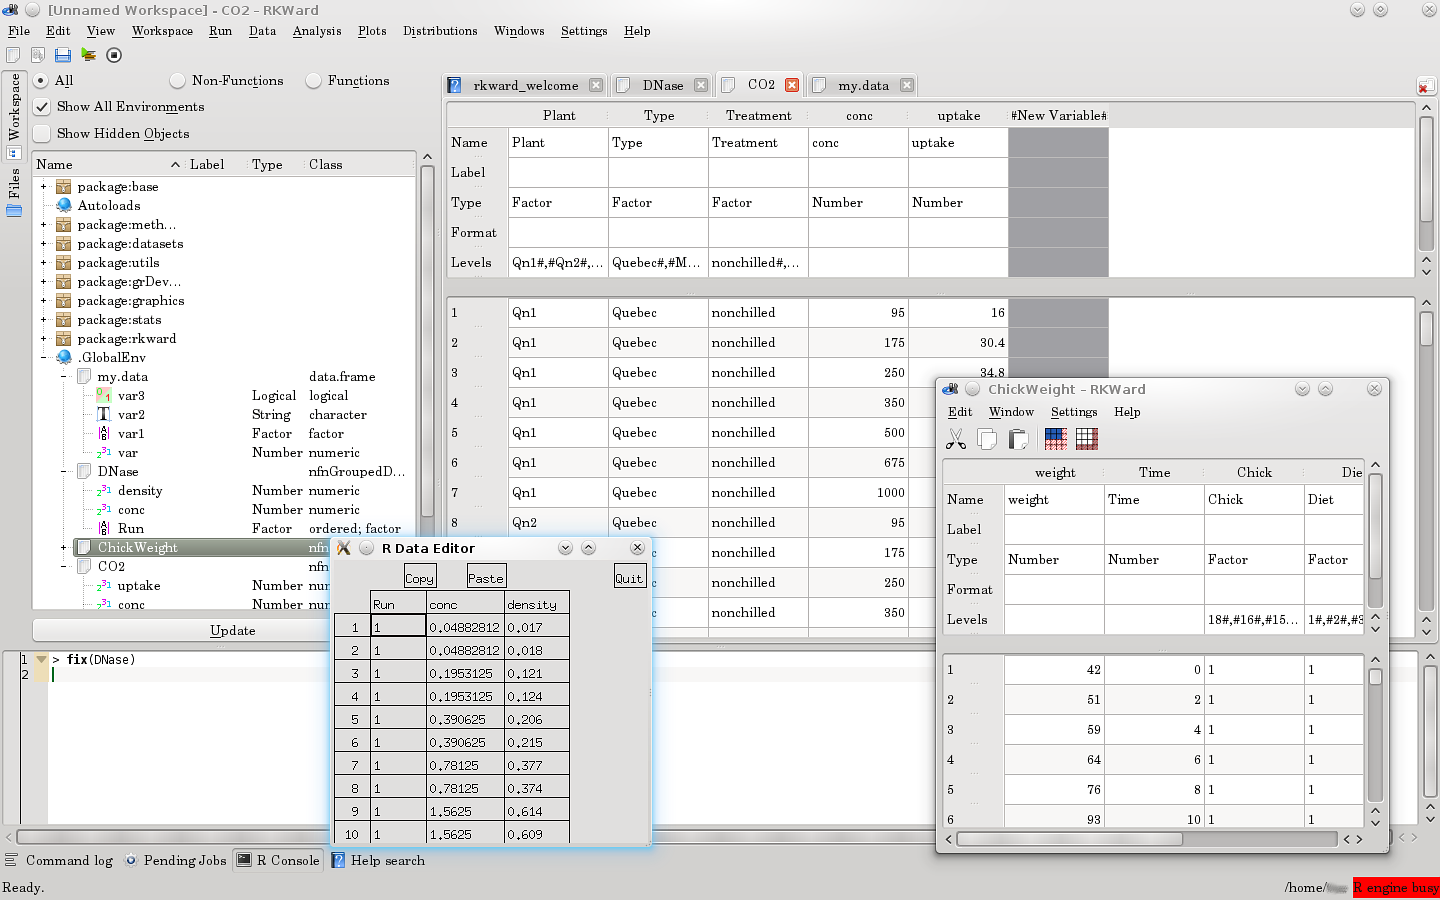 [Unnamed Workspace] - CO2 - RKWard
File Edit View Workspace Run Data Analysis Plots Distributions Windows Settings Help
Workspace
Files
All Non-Functions Functions
Show All Environments
Show Hidden Objects
Name Label Type Class
package:base
Autoloads
package:meth...
package:datasets
package:utils
package:grDev...
package:graphics
package:stats
package:rkward
.GlobalEnv
my.data data.frame
var3 Logical logical
var2 String character
var1 Factor factor
var Number numeric
DNase nfnGroupedD...
density Number numeric
conc Number numeric
Run Factor ordered; factor
ChickWeight nfn
CO2 nfn
uptake Number
conc Number
Update
rkward_welcome DNase CO2 my.data
Plant Type Treatment conc uptake #New Variable#
Name Plant Type Treatment conc uptake
Label
Type Factor Factor Factor Number Number
Format
Levels Qn1#,#Qn2#,... Quebec#,#M... nonchilled#,...
1 Qn1 Quebec nonchilled 95 16
2 Qn1 Quebec nonchilled 175 30.4
3 Qn1 Quebec nonchilled 250 34.8
4 Qn1 Quebec nonchilled 350
5 Qn1 Quebec nonchilled 500
6 Qn1 Quebec nonchilled 675
7 Qn1 Quebec nonchilled 1000
8 Qn2 Quebec nonchilled 95
nonchilled 175
nonchilled 250
nonchilled 350
1 > fix(DNase)
2
R Data Editor
Copy Paste Quit
Run conc density
1 1 0.04882812 0.017
2 1 0.04882812 0.018
3 1 0.1953125 0.121
4 1 0.1953125 0.124
5 1 0.390625 0.206
6 1 0.390625 0.215
7 1 0.78125 0.377
8 1 0.78125 0.374
9 1 1.5625 0.614
10 1 1.5625 0.609
ChickWeight - RKWard
Edit Window Settings Help
weight Time Chick Die
Name weight Time Chick Diet
Label
Type Number Number Factor Factor
Format
Levels 18#,#16#,#15... 1#,#2#,#3
1 42 0 1 1
2 51 2 1 1
3 59 4 1 1
4 64 6 1 1
5 76 8 1 1
6 93 10 1 1
Command log Pending Jobs R Console Help search
Ready. /home/ R engine busy